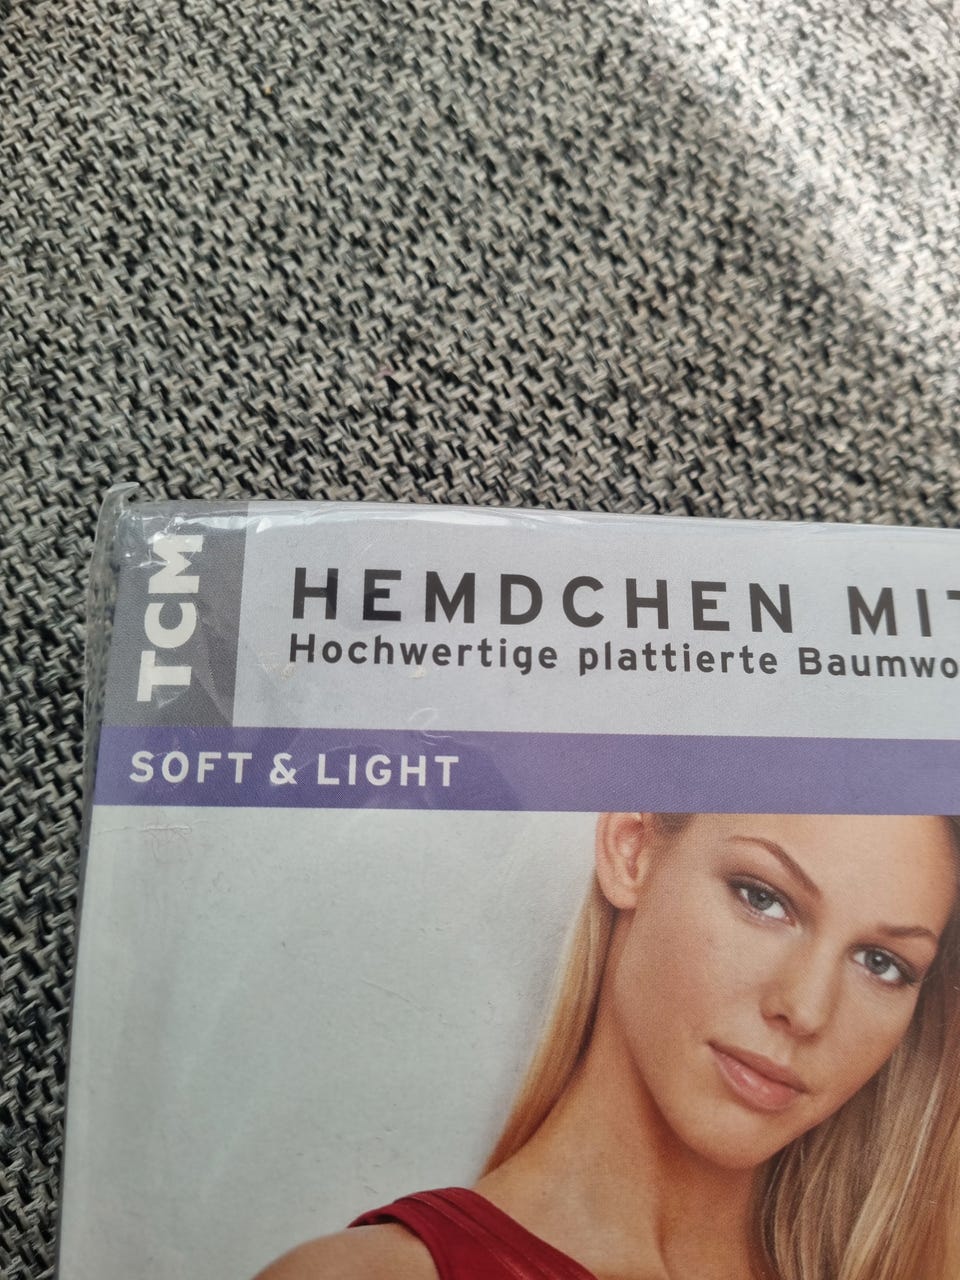 TCM
HEMDCHEN MIT
Hochwertige plattierte Baumwo
SOFT & LIGHT